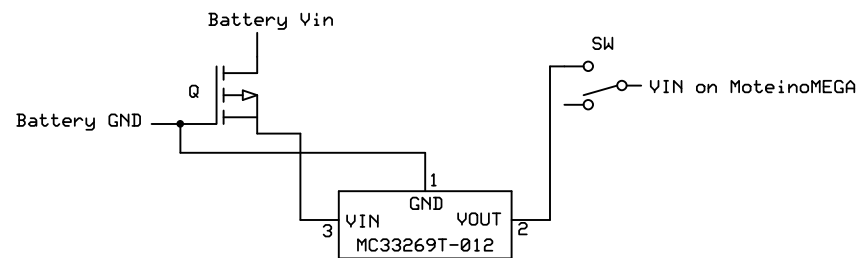 Battery Vin
SW
Q
VIN on MoteinoMEGA
Battery GND
1
GND
3
VIN
VOUT
2
MC33269T-012